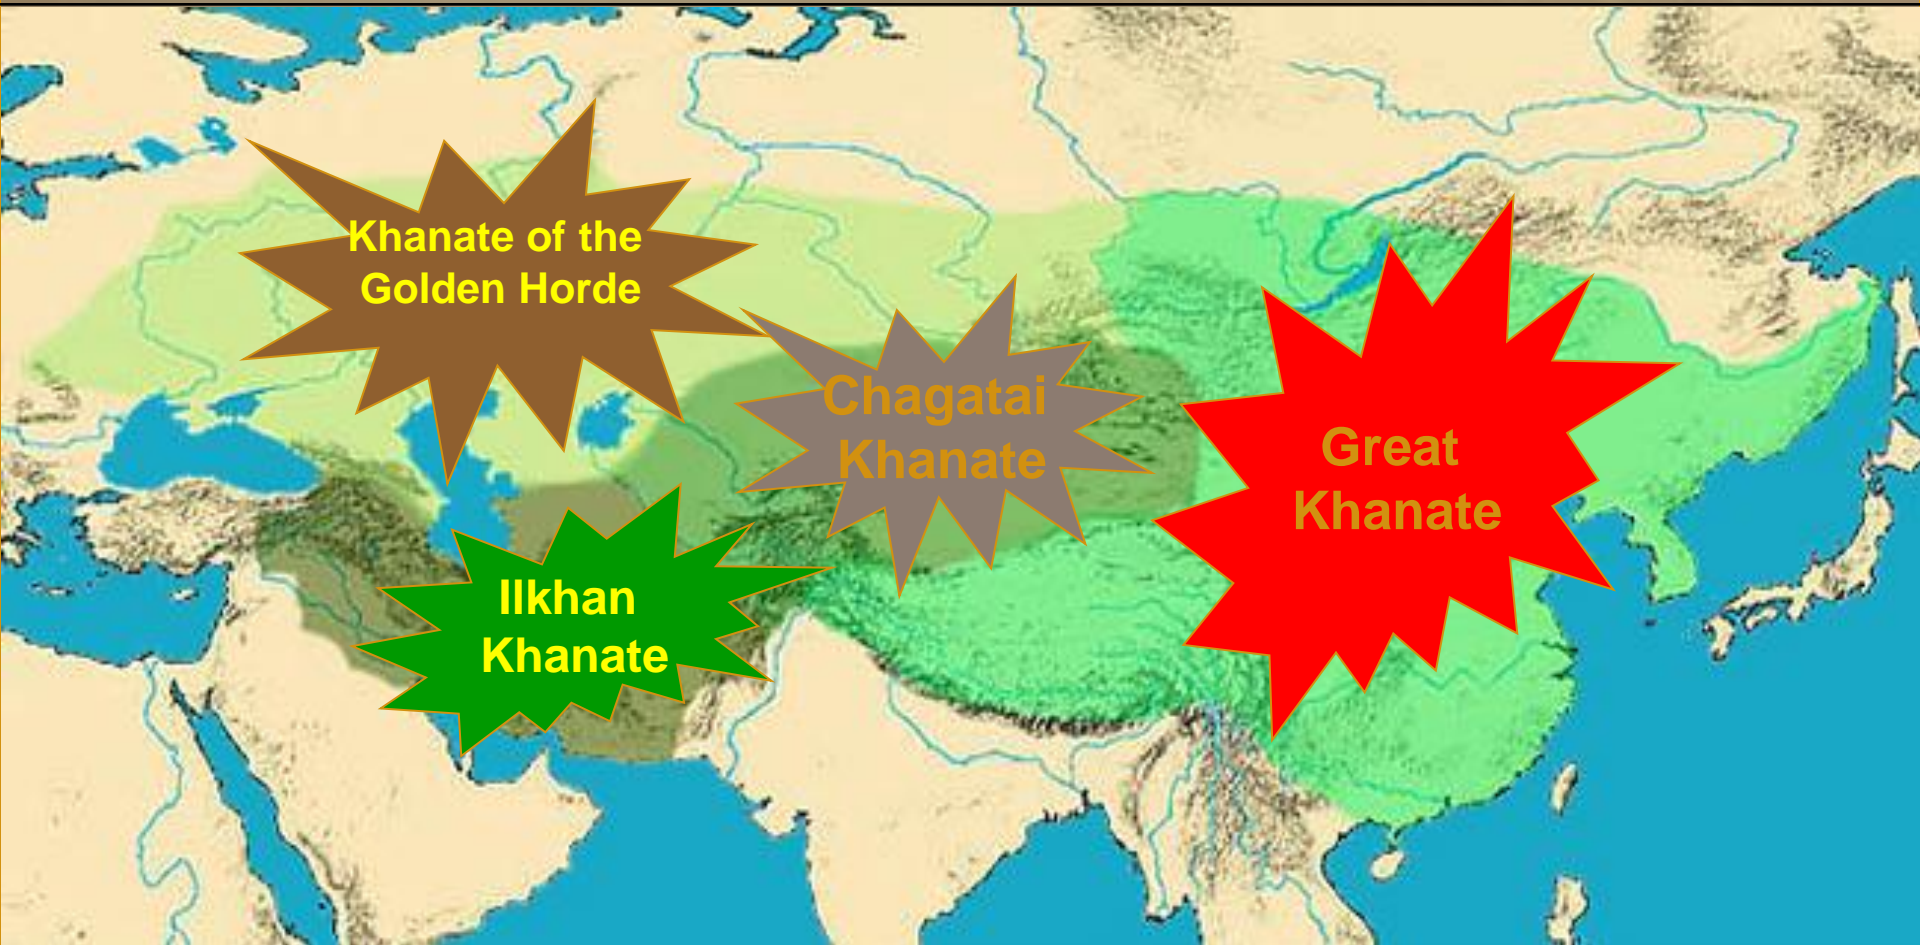 Khanate of the
Golden Horde
Chagatai
Khanate
Great
Khanate
Ilkhan
Khanate